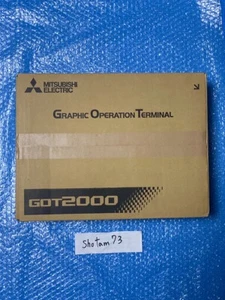 MITSUBISHI
ELECTRIC
GRAPHIC OPERATION TERMINAL
GOT2000
Shotam73